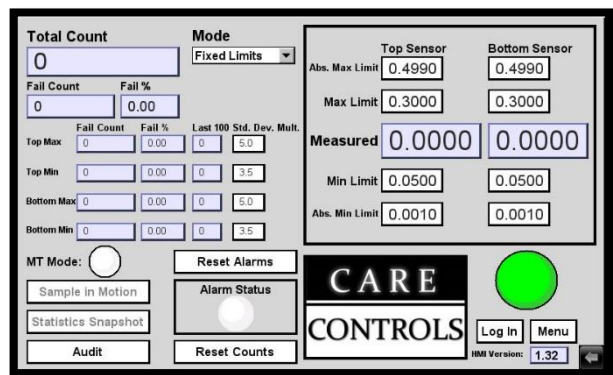 Total Count
0
Mode
Fixed Limits
Fail Count Fail %
0 0.00
Fail Count Fail % Last 100 Std. Dev. Mult.
Top Max 0 0.00 0 5.0
Top Min 0 0.00 0 3.5
Bottom Max 0 0.00 0 5.0
Bottom Min 0 0.00 0 3.5
MT Mode:
Reset Alarms
Sample in Motion
Alarm Status
Statistics Snapshot
Audit
Reset Counts
Top Sensor Bottom Sensor
Abs. Max Limit 0.4990 0.4990
Max Limit 0.3000 0.3000
Measured 0.0000 0.0000
Min Limit 0.0500 0.0500
Abs. Min Limit 0.0010 0.0010
CARE
CONTROLS
Log In Menu
HMI Version: 1.32